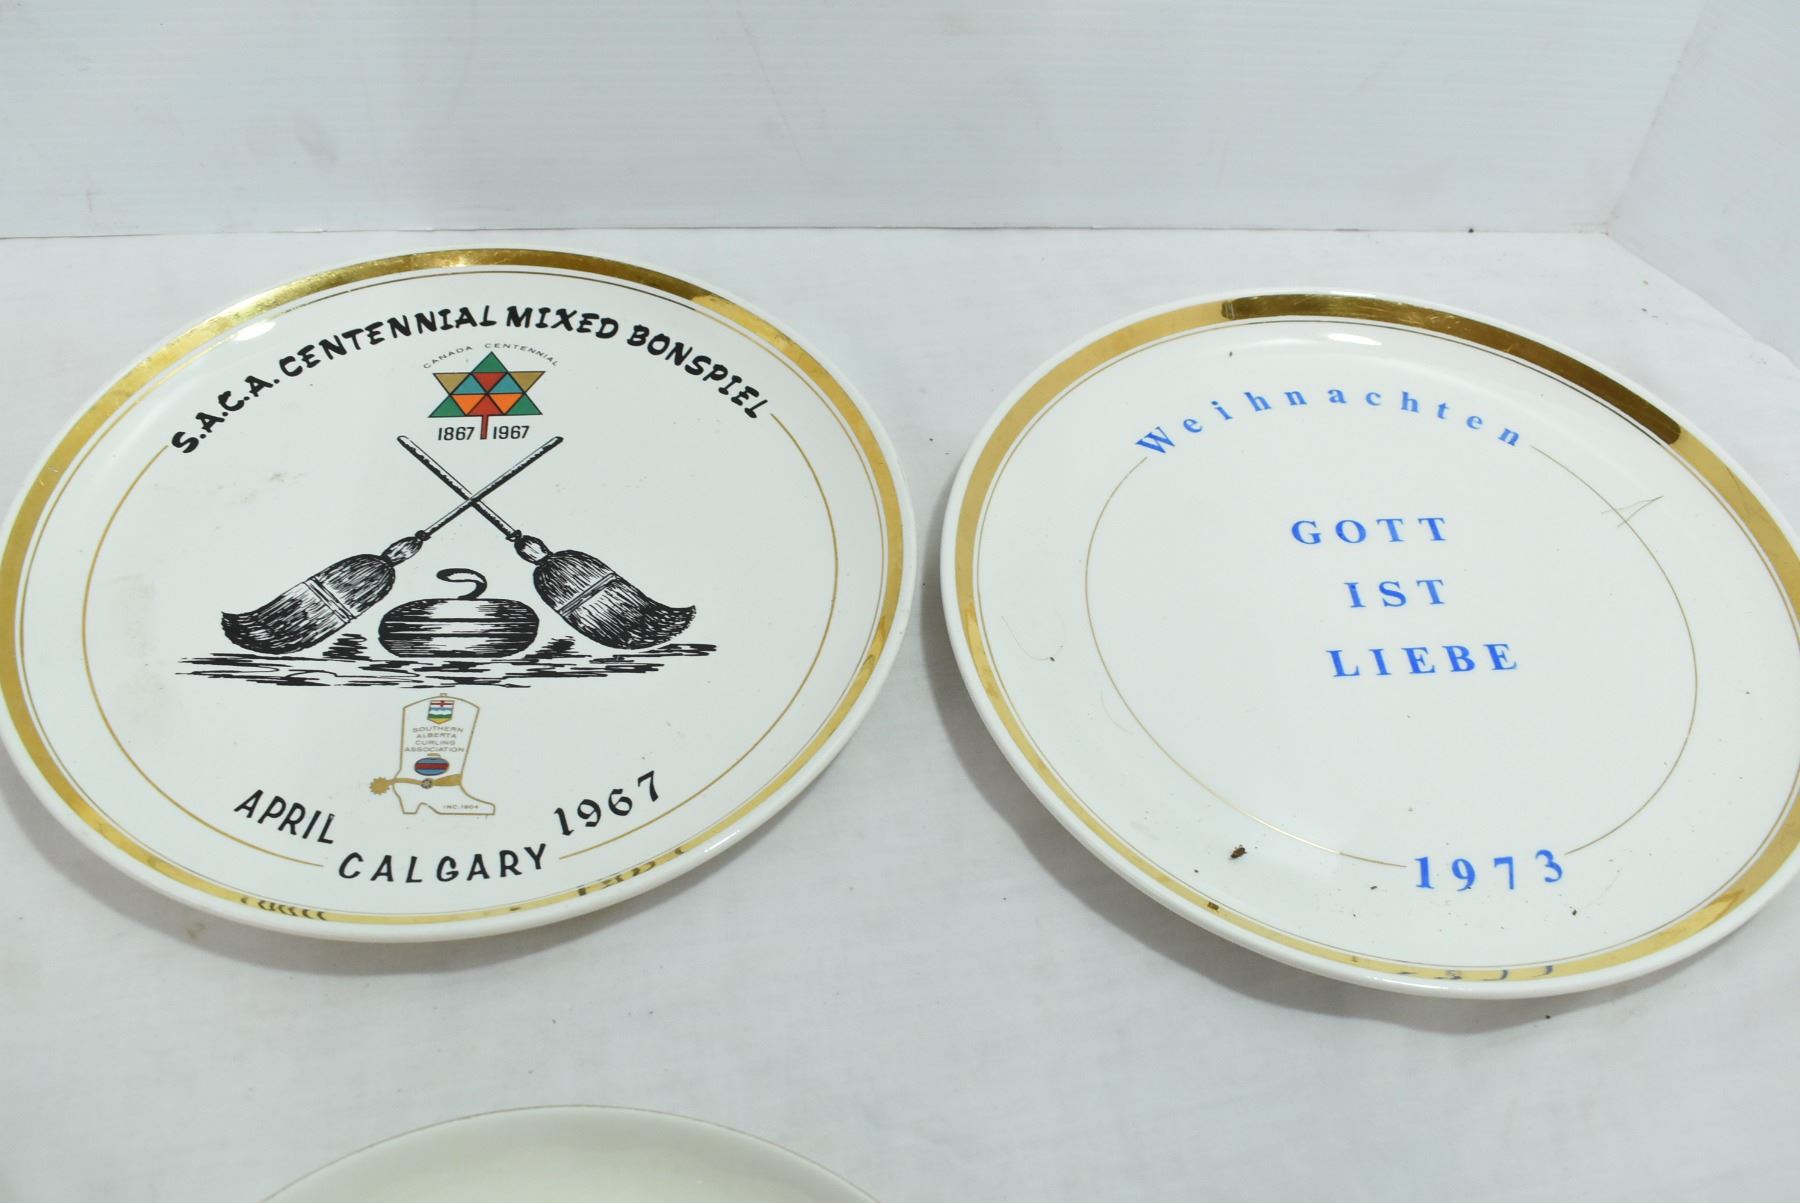 S.A.C.A. CENTENNIAL MIXED BONSPIEL
CANADA CENTENNIAL
1867 1967
SOUTHERN
ALBERTA
CURLING
ASSOCIATION
INC. 1904
APRIL
CALGARY
1967
Weihnachten
GOTT
IST
LIEBE
1973